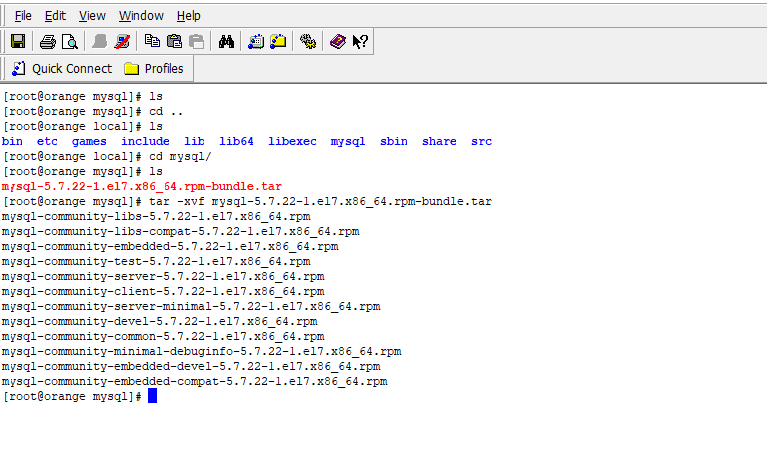 File Edit View Window Help
Quick Connect Profiles
[root@orange mysql]# ls
[root@orange mysql]# cd ..
[root@orange local]# ls
bin etc games include lib lib64 libexec mysql sbin share src
[root@orange local]# cd mysql/
[root@orange mysql]# ls
mysql-5.7.22-1.el7.x86_64.rpm-bundle.tar
[root@orange mysql]# tar -xvf mysql-5.7.22-1.el7.x86_64.rpm-bundle.tar
mysql-community-libs-5.7.22-1.el7.x86_64.rpm
mysql-community-libs-compat-5.7.22-1.el7.x86_64.rpm
mysql-community-embedded-5.7.22-1.el7.x86_64.rpm
mysql-community-test-5.7.22-1.el7.x86_64.rpm
mysql-community-server-5.7.22-1.el7.x86_64.rpm
mysql-community-client-5.7.22-1.el7.x86_64.rpm
mysql-community-server-minimal-5.7.22-1.el7.x86_64.rpm
mysql-community-devel-5.7.22-1.el7.x86_64.rpm
mysql-community-common-5.7.22-1.el7.x86_64.rpm
mysql-community-minimal-debuginfo-5.7.22-1.el7.x86_64.rpm
mysql-community-embedded-devel-5.7.22-1.el7.x86_64.rpm
mysql-community-embedded-compat-5.7.22-1.el7.x86_64.rpm
[root@orange mysql]#